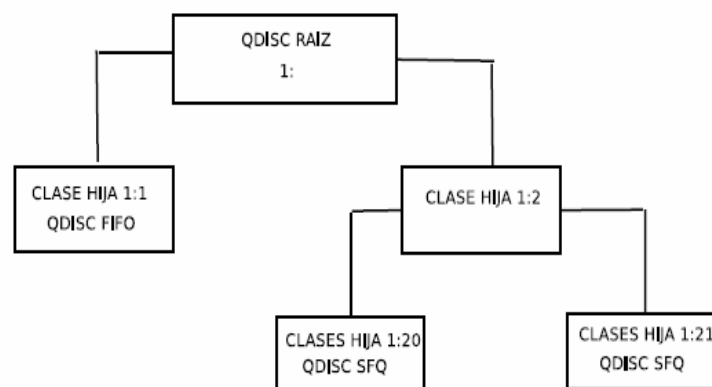 QDISC RAIZ
1:
CLASE HIJA 1:1
QDISC FIFO
CLASE HIJA 1:2
CLASES HIJA 1:20
QDISC SFQ
CLASES HIJA 1:21
QDISC SFQ